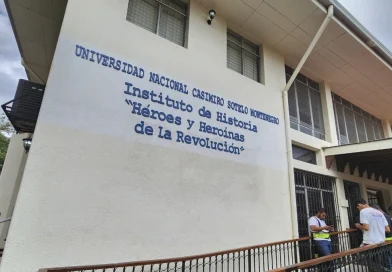 UNIVERSIDAD NACIONAL CASIMIRO SOTELO MONTENEGRO
Instituto de Historia
"Héroes y Heroínas
de la Revolución"